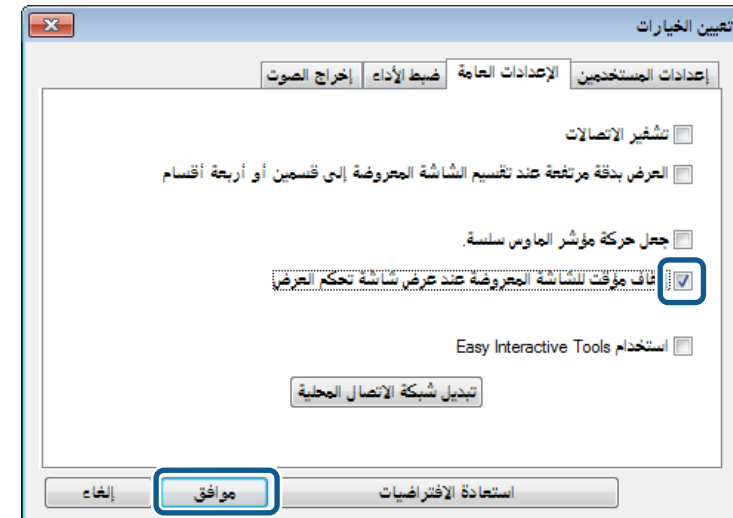 تعيين الخيارات
إعدادات المستخدمين الإعدادات العامة ضبط الأداء إخراج الصوت
تشفير الاتصالات
العرض بدقة مرتفعة عند تقسيم الشاشة المعروضة إلى قسمين أو أربعة أقسام
جعل حركة مؤشر الماوس سلسة.
مؤقت للشاشة المعروضة عند عرض شاشة تحكم العرض
استخدام Easy Interactive Tools
تبديل شبكة الاتصال المحلية
استعادة الافتراضيات موافق إلغاء